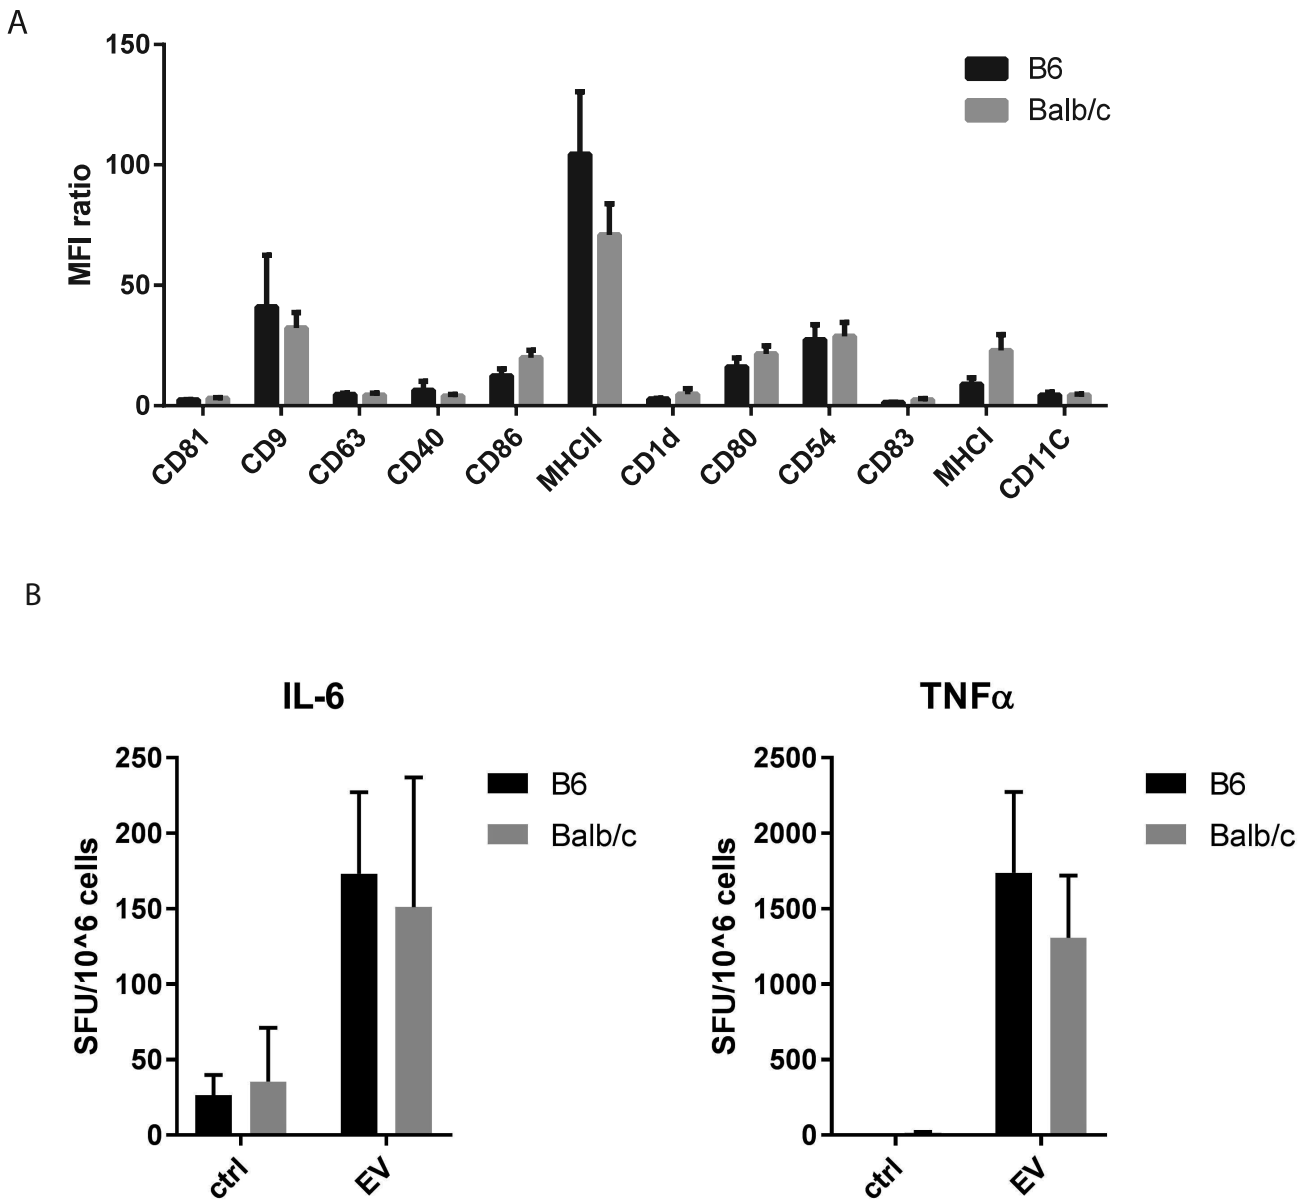 A
150
100
50
0
MFI ratio
B6
Balb/c
CD81
CD9
CD63
CD40
CD86
MHCII
CD1d
CD80
CD54
CD83
MHCI
CD11C
B
IL-6
250
200
150
100
50
0
SFU/10^6 cells
B6
Balb/c
ctrl
EV
TNFα
2500
2000
1500
1000
500
0
SFU/10^6 cells
B6
Balb/c
ctrl
EV